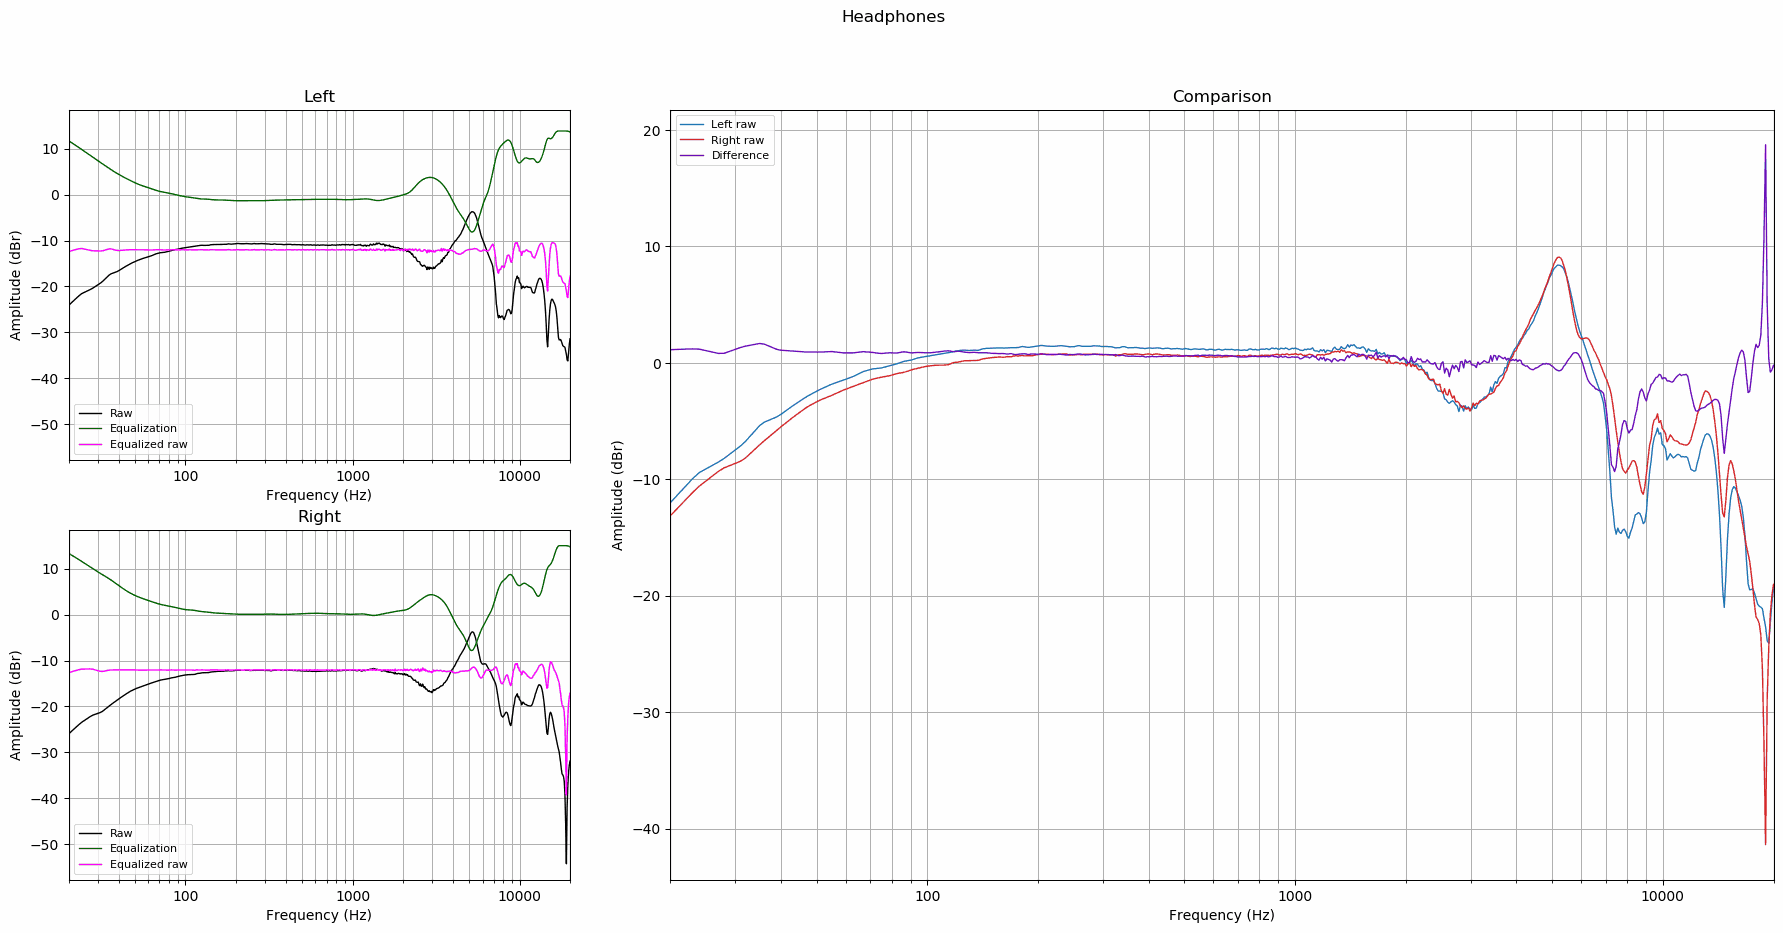 Headphones
Left
Amplitude (dBr)
10
0
−10
−20
−30
−40
−50
Raw
Equalization
Equalized raw
100
1000
10000
Frequency (Hz)
Right
Amplitude (dBr)
10
0
−10
−20
−30
−40
−50
Raw
Equalization
Equalized raw
100
1000
10000
Frequency (Hz)
Comparison
Amplitude (dBr)
20
10
0
−10
−20
−30
−40
Left raw
Right raw
Difference
100
1000
10000
Frequency (Hz)